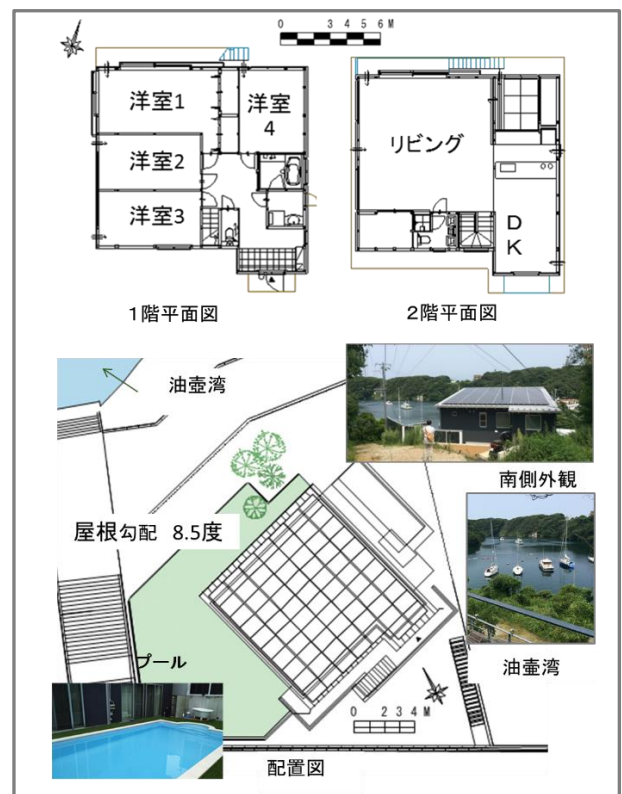 0 3 4 5 6 M
洋室1
洋室
4
洋室2
洋室3
リビング
D
K
1階平面図
2階平面図
油壷湾
南側外観
屋根勾配 8.5度
油壷湾
プール
0 2 3 4 M
配置図